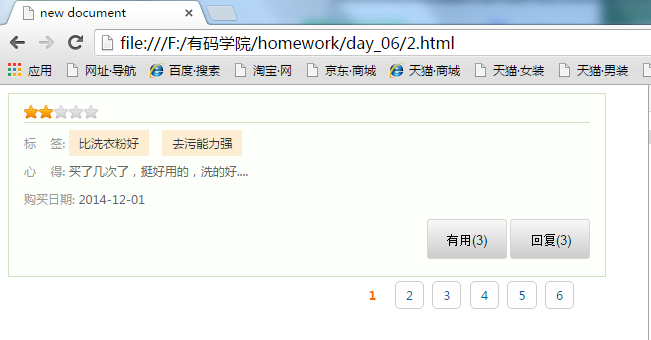 new document
file:///F:/有码学院/homework/day_06/2.html
应用 网址·导航 百度·搜索 淘宝·网 京东·商城 天猫·商城 天猫·女装 天猫·男装
标 签: 比洗衣粉好 去污能力强
心 得: 买了几次了，挺好用的，洗的好....
购买日期: 2014-12-01
有用(3) 回复(3)
1 2 3 4 5 6